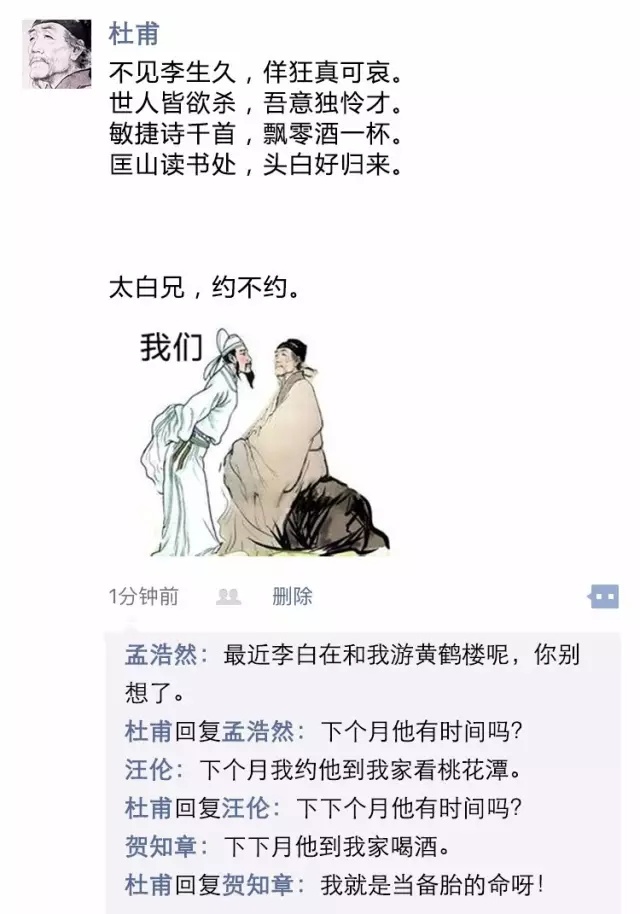 杜甫
不见李生久，佯狂真可哀。
世人皆欲杀，吾意独怜才。
敏捷诗千首，飘零酒一杯。
匡山读书处，头白好归来。
太白兄，约不约。
我们
1分钟前 删除
孟浩然：最近李白在和我游黄鹤楼呢，你别
想了。
杜甫回复孟浩然：下个月他有时间吗？
汪伦：下个月我约他到我家看桃花潭。
杜甫回复汪伦：下下个月他有时间吗？
贺知章：下下月他到我家喝酒。
杜甫回复贺知章：我就是当备胎的命呀！